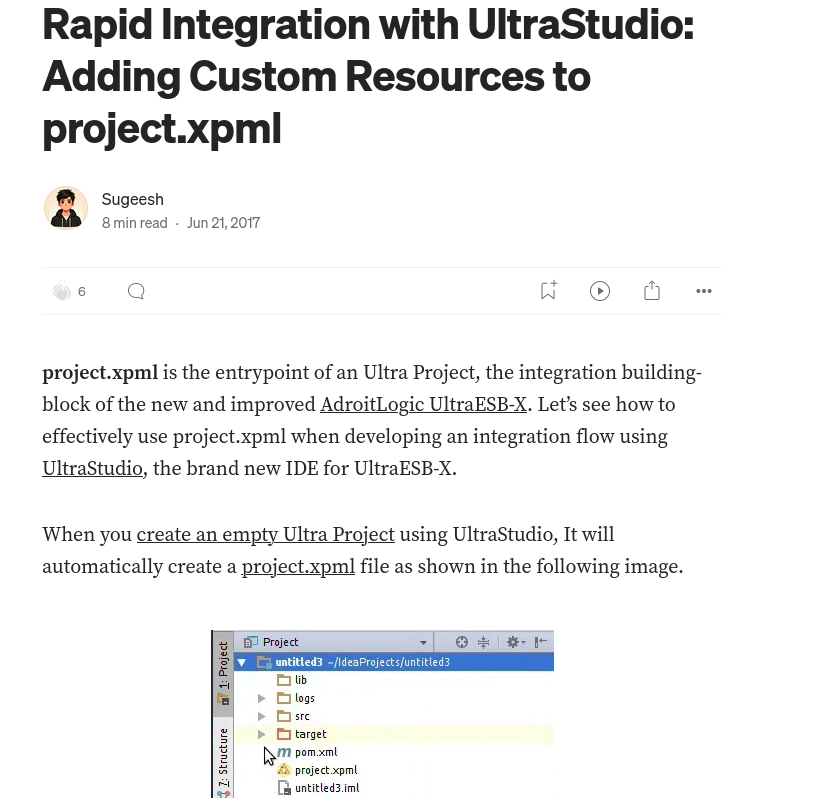 Rapid Integration with UltraStudio:
Adding Custom Resources to
project.xpml
Sugeesh
8 min read · Jun 21, 2017
6
project.xpml is the entrypoint of an Ultra Project, the integration building-
block of the new and improved AdroitLogic UltraESB-X. Let’s see how to
effectively use project.xpml when developing an integration flow using
UltraStudio, the brand new IDE for UltraESB-X.
When you create an empty Ultra Project using UltraStudio, It will
automatically create a project.xpml file as shown in the following image.
Project
1: Project
untitled3 ~/IdeaProjects/untitled3
lib
logs
src
target
pom.xml
project.xpml
untitled3.iml
7: Structure